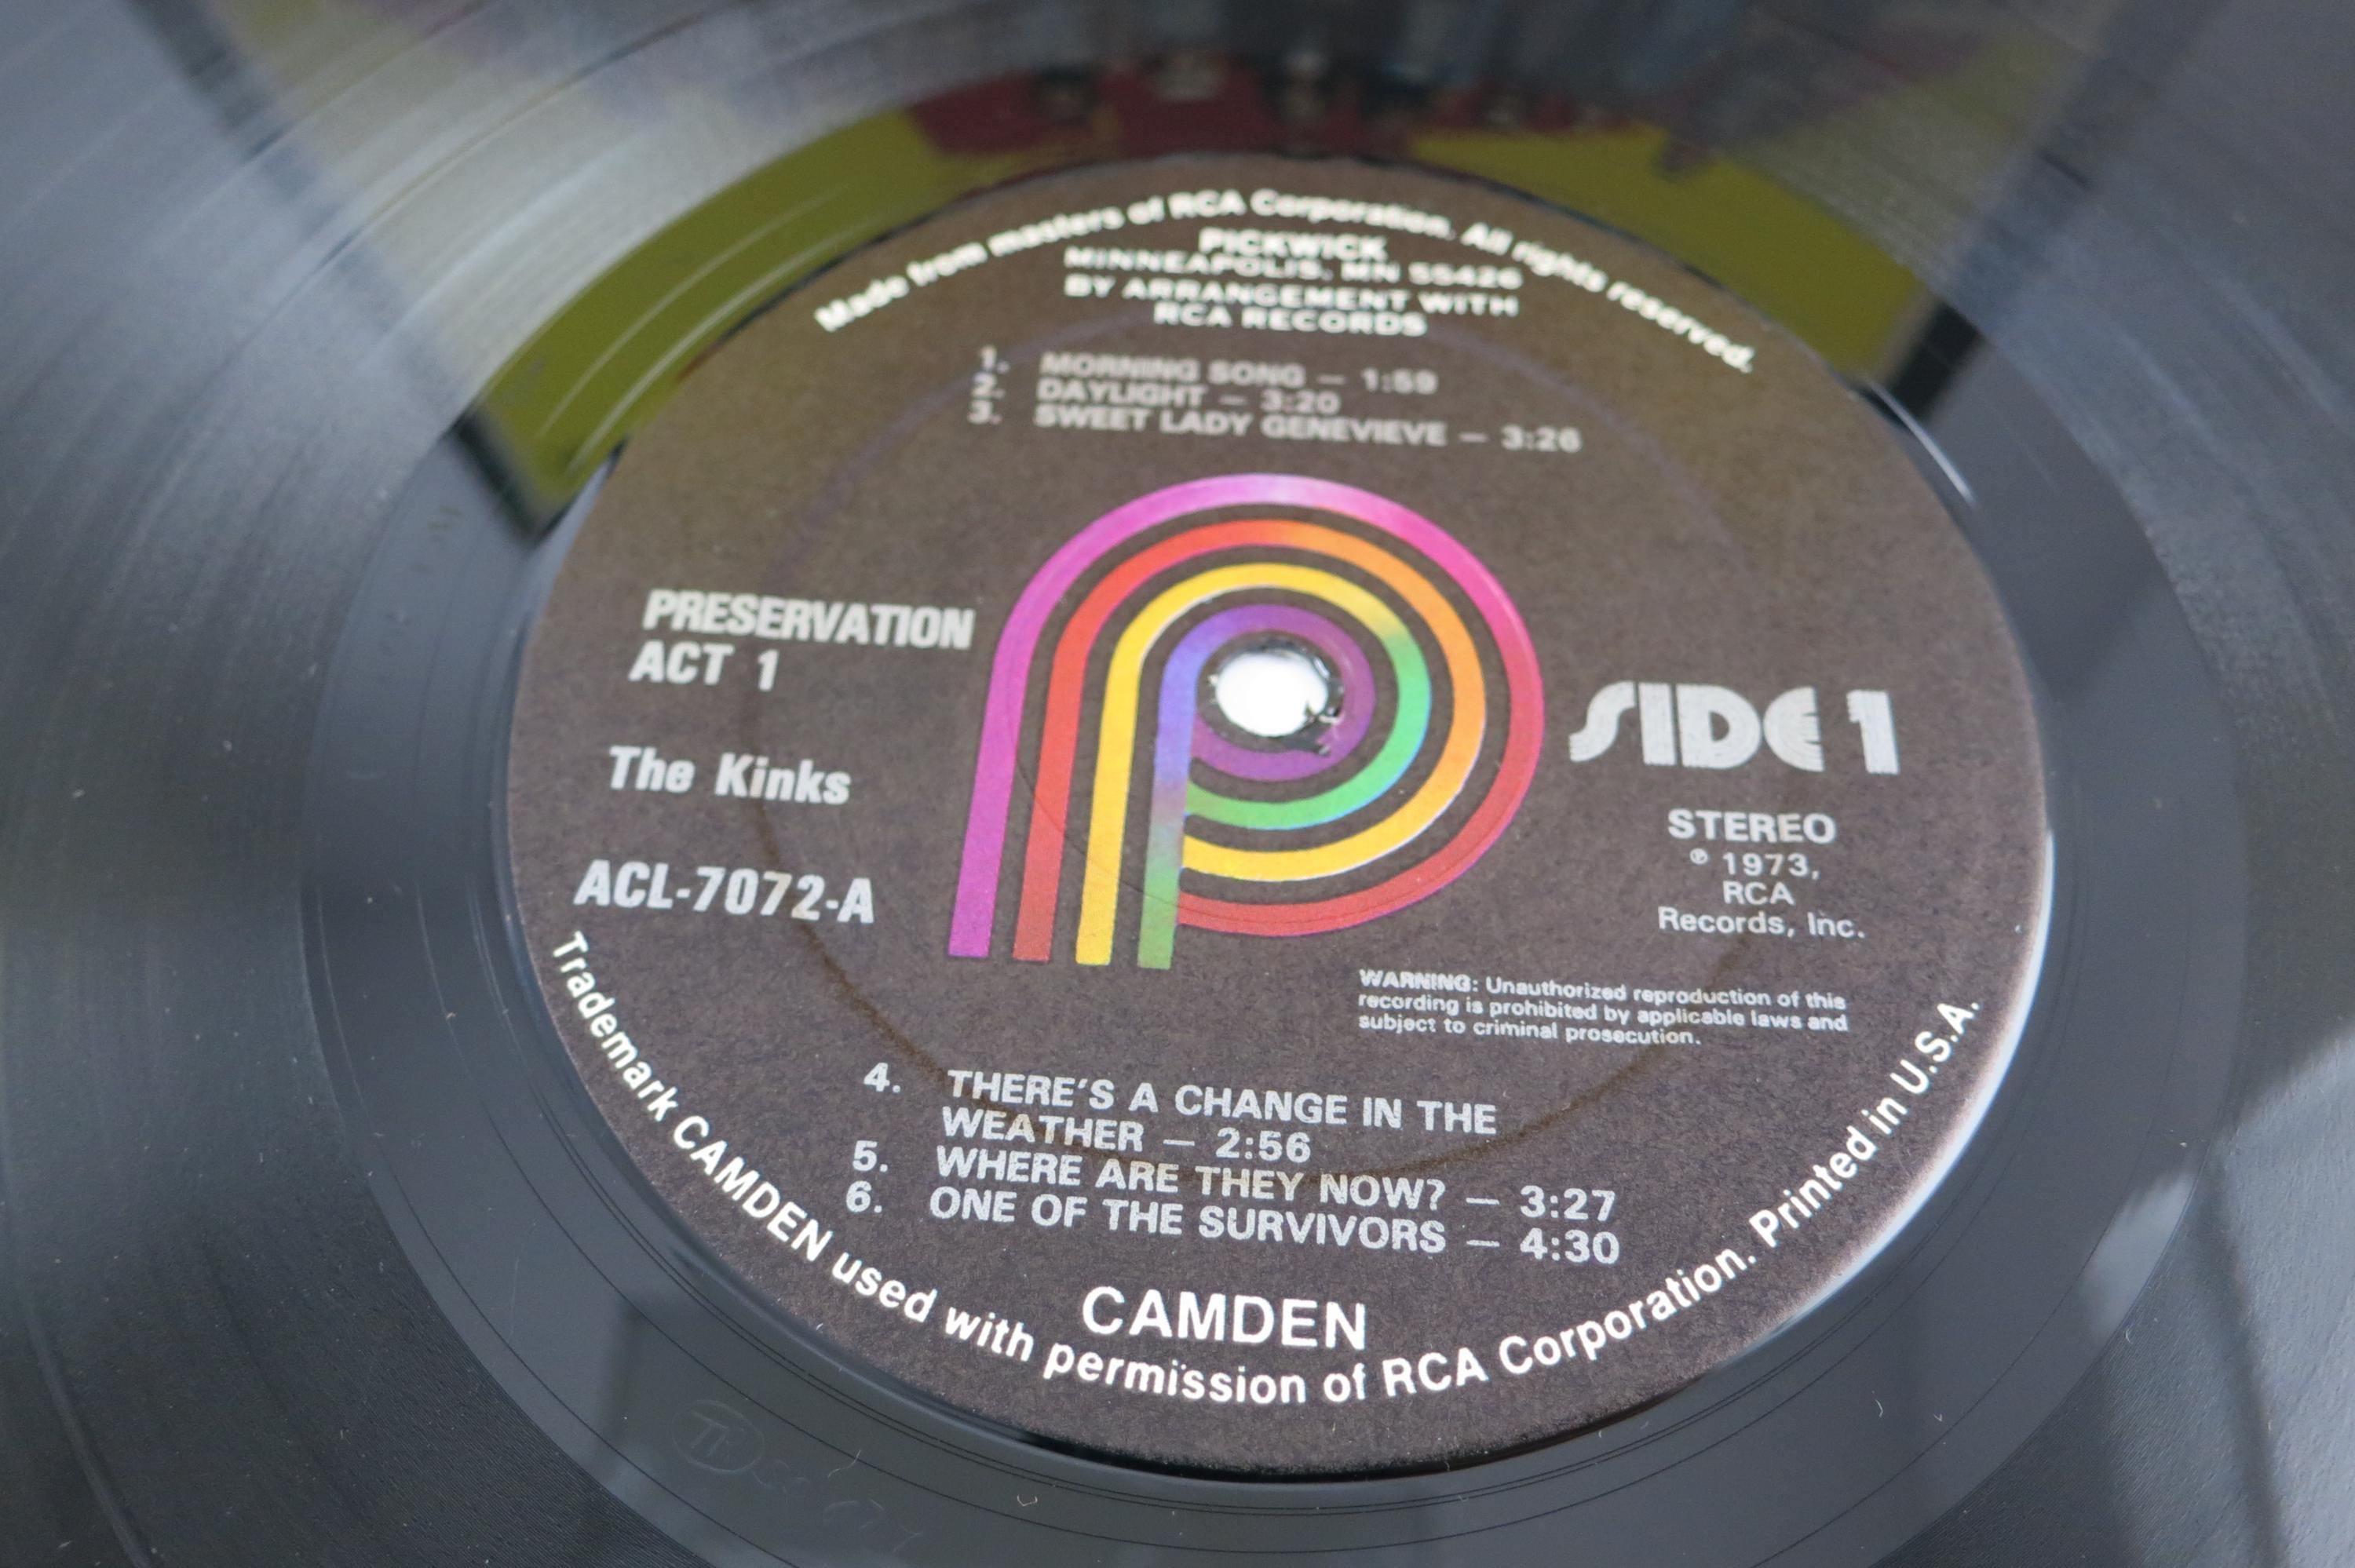 Made from masters of RCA Corporation. All rights reserved.
PICKWICK
MINNEAPOLIS, MN 55426
BY ARRANGEMENT WITH
RCA RECORDS
1. MORNING SONG — 1:59
2. DAYLIGHT — 3:20
3. SWEET LADY GENEVIEVE — 3:26
PRESERVATION
ACT 1
The Kinks
ACL-7072-A
SIDE 1
STEREO
℗ 1973,
RCA
Records, Inc.
WARNING: Unauthorized reproduction of this
recording is prohibited by applicable laws and
subject to criminal prosecution.
4. THERE'S A CHANGE IN THE
WEATHER — 2:56
5. WHERE ARE THEY NOW? — 3:27
6. ONE OF THE SURVIVORS — 4:30
CAMDEN
Trademark CAMDEN used with permission of RCA Corporation. Printed in U.S.A.